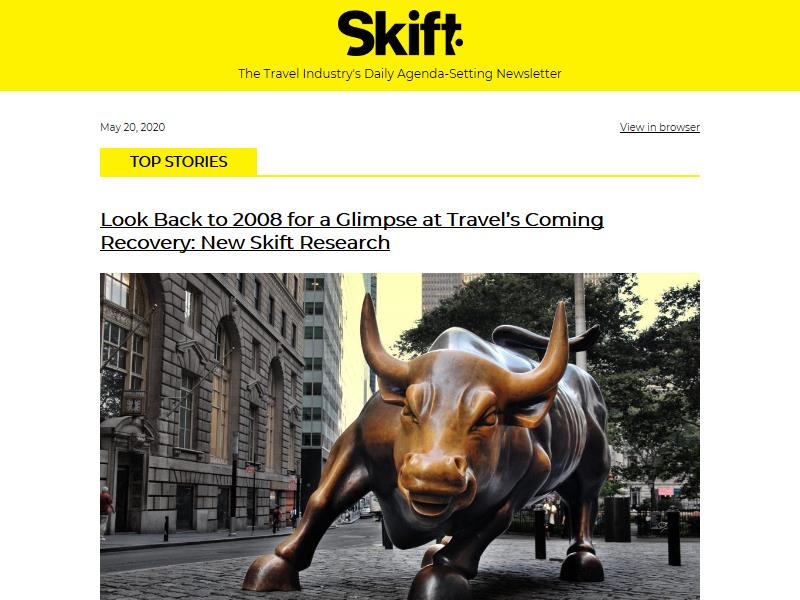 Skift
The Travel Industry's Daily Agenda-Setting Newsletter
May 20, 2020
View in browser
TOP STORIES
Look Back to 2008 for a Glimpse at Travel’s Coming
Recovery: New Skift Research